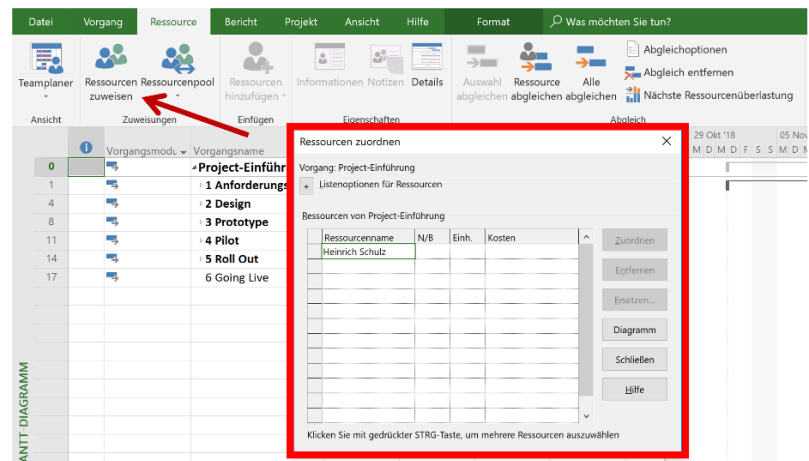 Datei Vorgang Ressource Bericht Projekt Ansicht Hilfe Format Was möchten Sie tun?
Teamplaner
Ressourcen zuweisen
Ressourcenpool
Ressourcen hinzufügen
Informationen Notizen Details
Auswahl abgleichen
Ressource abgleichen
Alle abgleichen
Abgleichoptionen
Abgleich entfernen
Nächste Ressourcenüberlastung
Ansicht Zuweisungen Einfügen Eigenschaften Abgleich
Vorgangsmodu Vorgangsname
29 Okt '18 05 Nov
M D M D F S S M D M
0 Project-Einführ
1 1 Anforderungs
4 2 Design
8 3 Prototype
11 4 Pilot
14 5 Roll Out
17 6 Going Live
ANTT-DIAGRAMM
Ressourcen zuordnen
Vorgang: Project-Einführung
+ Listenoptionen für Ressourcen
Ressourcen von Project-Einführung
Ressourcenname N/B Einh. Kosten
Heinrich Schulz
Zuordnen
Entfernen
Ersetzen...
Diagramm
Schließen
Hilfe
Klicken Sie mit gedrückter STRG-Taste, um mehrere Ressourcen auszuwählen